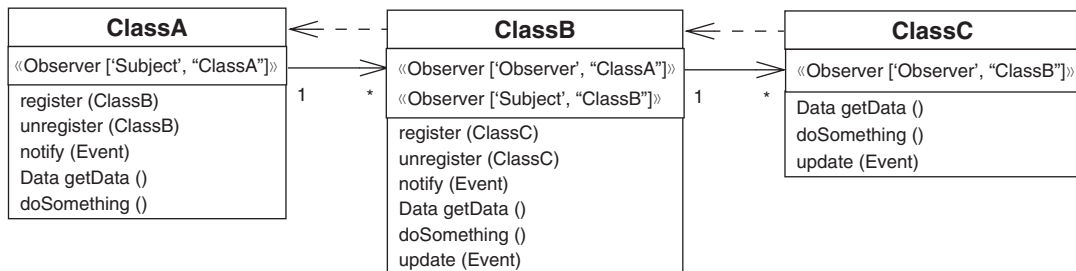 ClassA
«Observer [‘Subject’, “ClassA”]»
register (ClassB)
unregister (ClassB)
notify (Event)
Data getData ()
doSomething ()
1
*
ClassB
«Observer [‘Observer’, “ClassA”]»
«Observer [‘Subject’, “ClassB”]»
register (ClassC)
unregister (ClassC)
notify (Event)
Data getData ()
doSomething ()
update (Event)
1
*
ClassC
«Observer [‘Observer’, “ClassB”]»
Data getData ()
doSomething ()
update (Event)